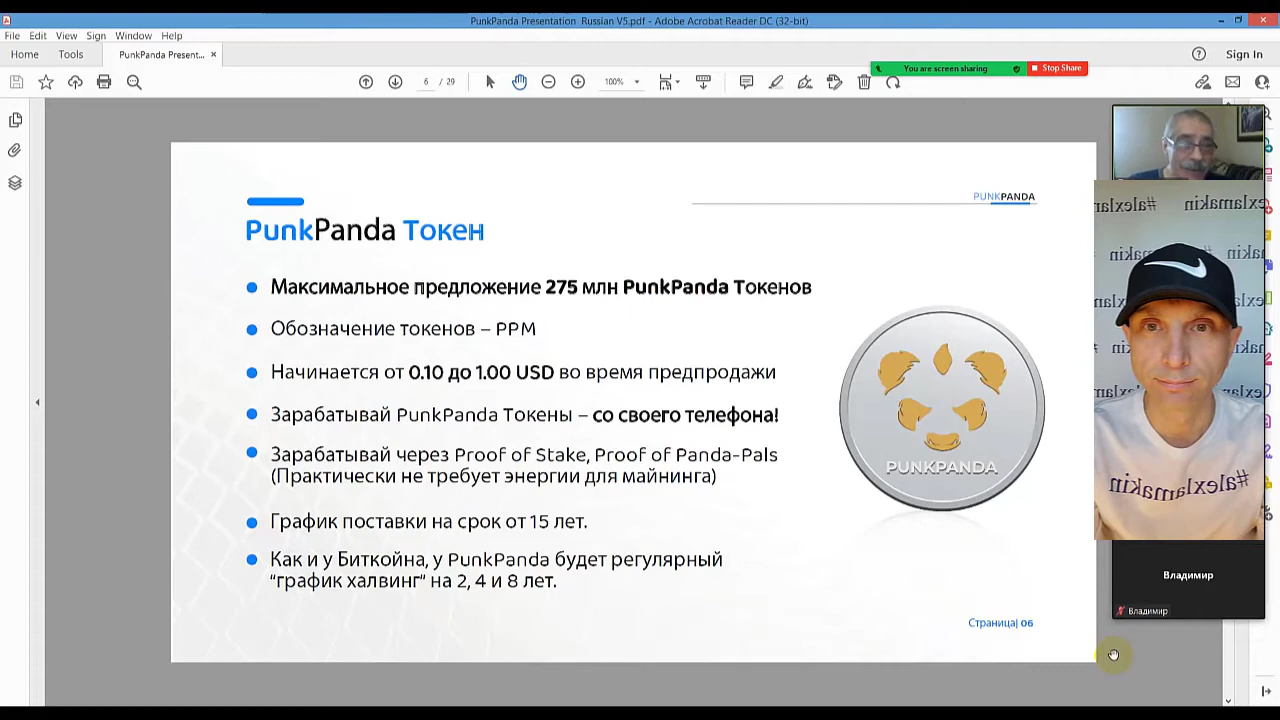 PunkPanda Presentation Russian V5.pdf - Adobe Acrobat Reader DC (32-bit)
File Edit View Sign Window Help
Home Tools PunkPanda Present... × Sign In
6 / 29 100%
You are screen sharing Stop Share
PUNKPANDA
PunkPanda Токен
Максимальное предложение 275 млн PunkPanda Токенов
Обозначение токенов – PPM
Начинается от 0.10 до 1.00 USD во время предпродажи
Зарабатывай PunkPanda Токены – со своего телефона!
Зарабатывай через Proof of Stake, Proof of Panda-Pals
(Практически не требует энергии для майнинга)
График поставки на срок от 15 лет.
Как и у Биткойна, у PunkPanda будет регулярный
“график халвинг“ на 2, 4 и 8 лет.
PUNKPANDA
Страница| 06
#alexlamakin
#alexlamakin
Владимир
Владимир